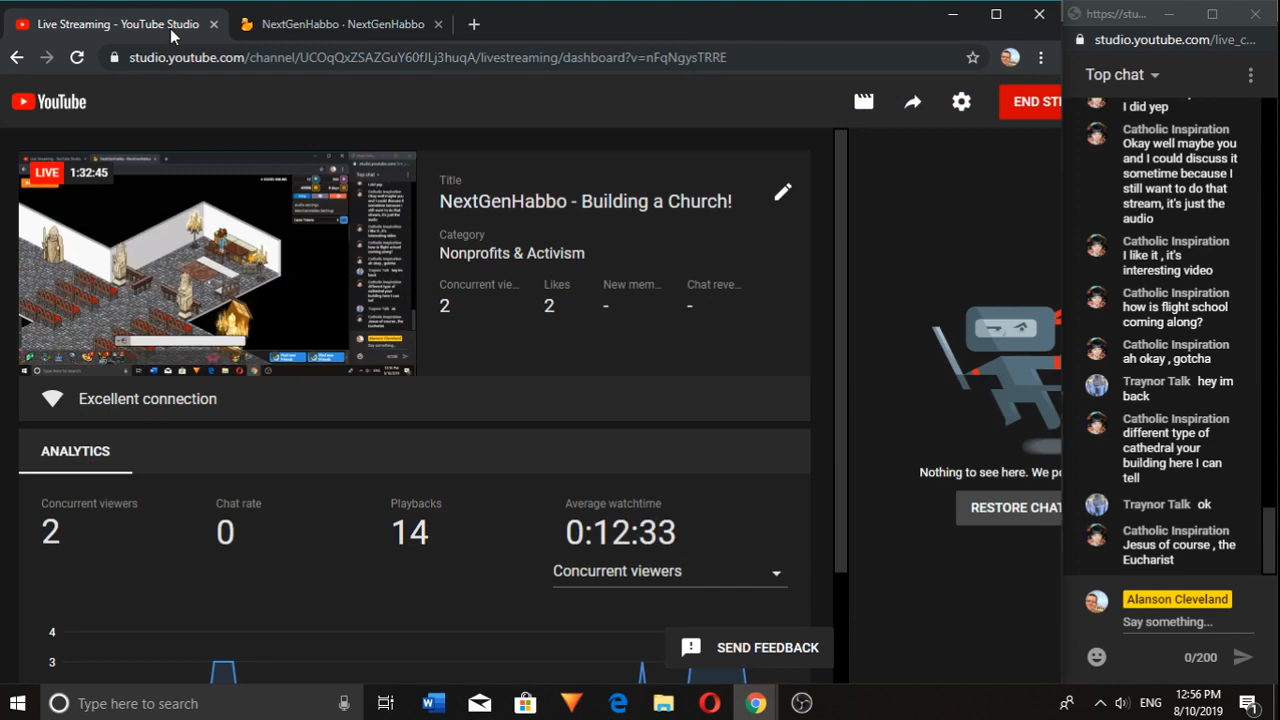 Live Streaming - YouTube Studio
NextGenHabbo · NextGenHabbo
https://stu...
studio.youtube.com/channel/UCOqQxZSAZGuY60fJLj3huqA/livestreaming/dashboard?v=nFqNgysTRRE
studio.youtube.com/live_c...
YouTube
END STR
Top chat
I did yep
Catholic Inspiration
Okay well maybe you
and I could discuss it
sometime because I
still want to do that
stream, it's just the
audio
Catholic Inspiration
I like it , it's
interesting video
Catholic Inspiration
how is flight school
coming along?
Catholic Inspiration
ah okay , gotcha
Traynor Talk hey im
back
Catholic Inspiration
different type of
cathedral your
building here I can
tell
Traynor Talk ok
Catholic Inspiration
Jesus of course , the
Eucharist
Alanson Cleveland
Say something...
0/200
LIVE 1:32:45
Title
NextGenHabbo - Building a Church!
Category
Nonprofits & Activism
Concurrent vie... Likes New mem... Chat reve...
2 2 - -
Excellent connection
ANALYTICS
Concurrent viewers Chat rate Playbacks Average watchtime
2 0 14 0:12:33
Concurrent viewers
4
3
SEND FEEDBACK
Nothing to see here. We po
RESTORE CHAT
Type here to search
ENG
12:56 PM
8/10/2019
1